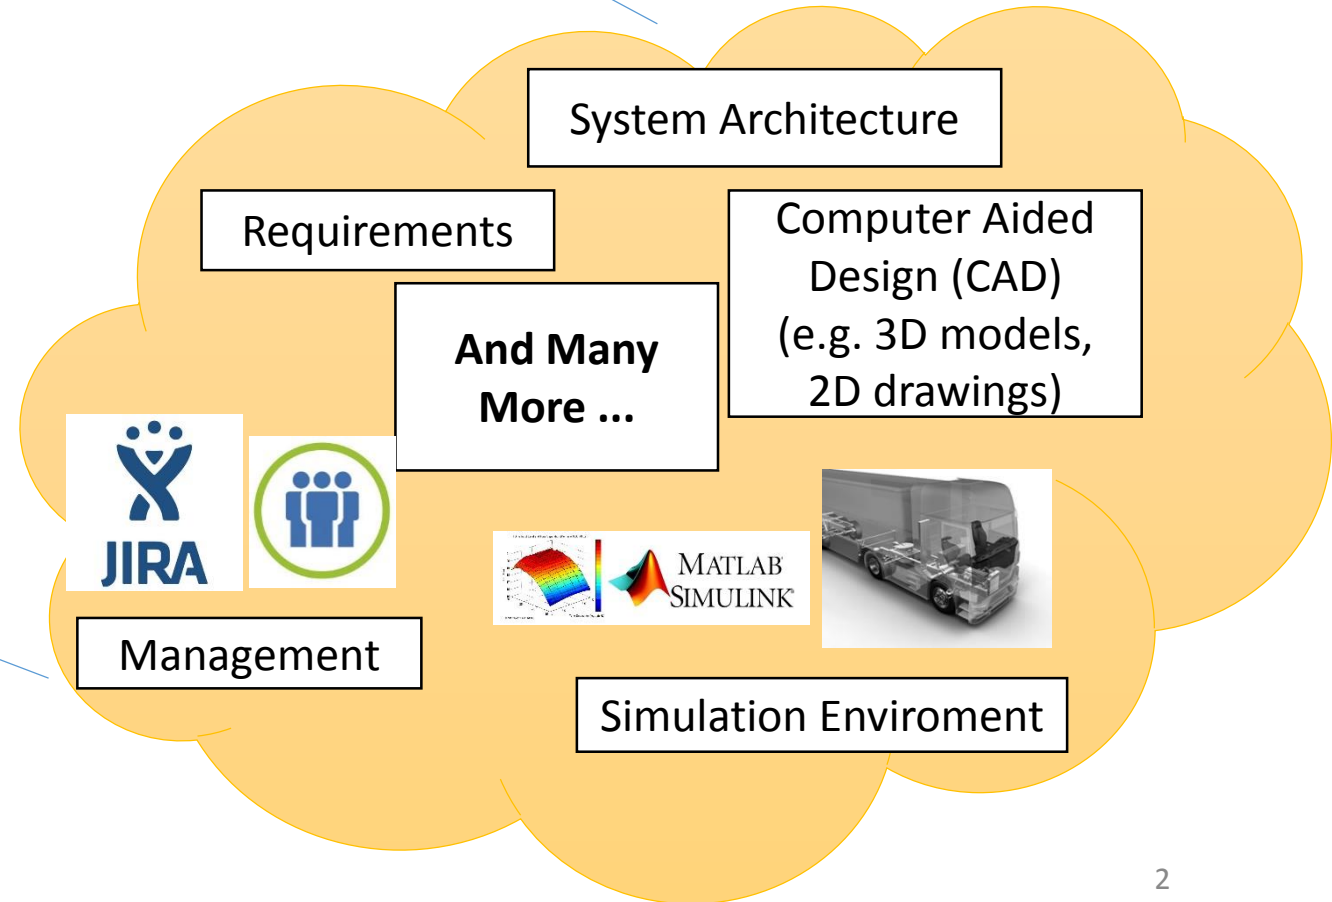 System Architecture
Requirements
Computer Aided
Design (CAD)
(e.g. 3D models,
2D drawings)
And Many
More ...
JIRA
MATLAB
SIMULINK
Management
Simulation Enviroment
2